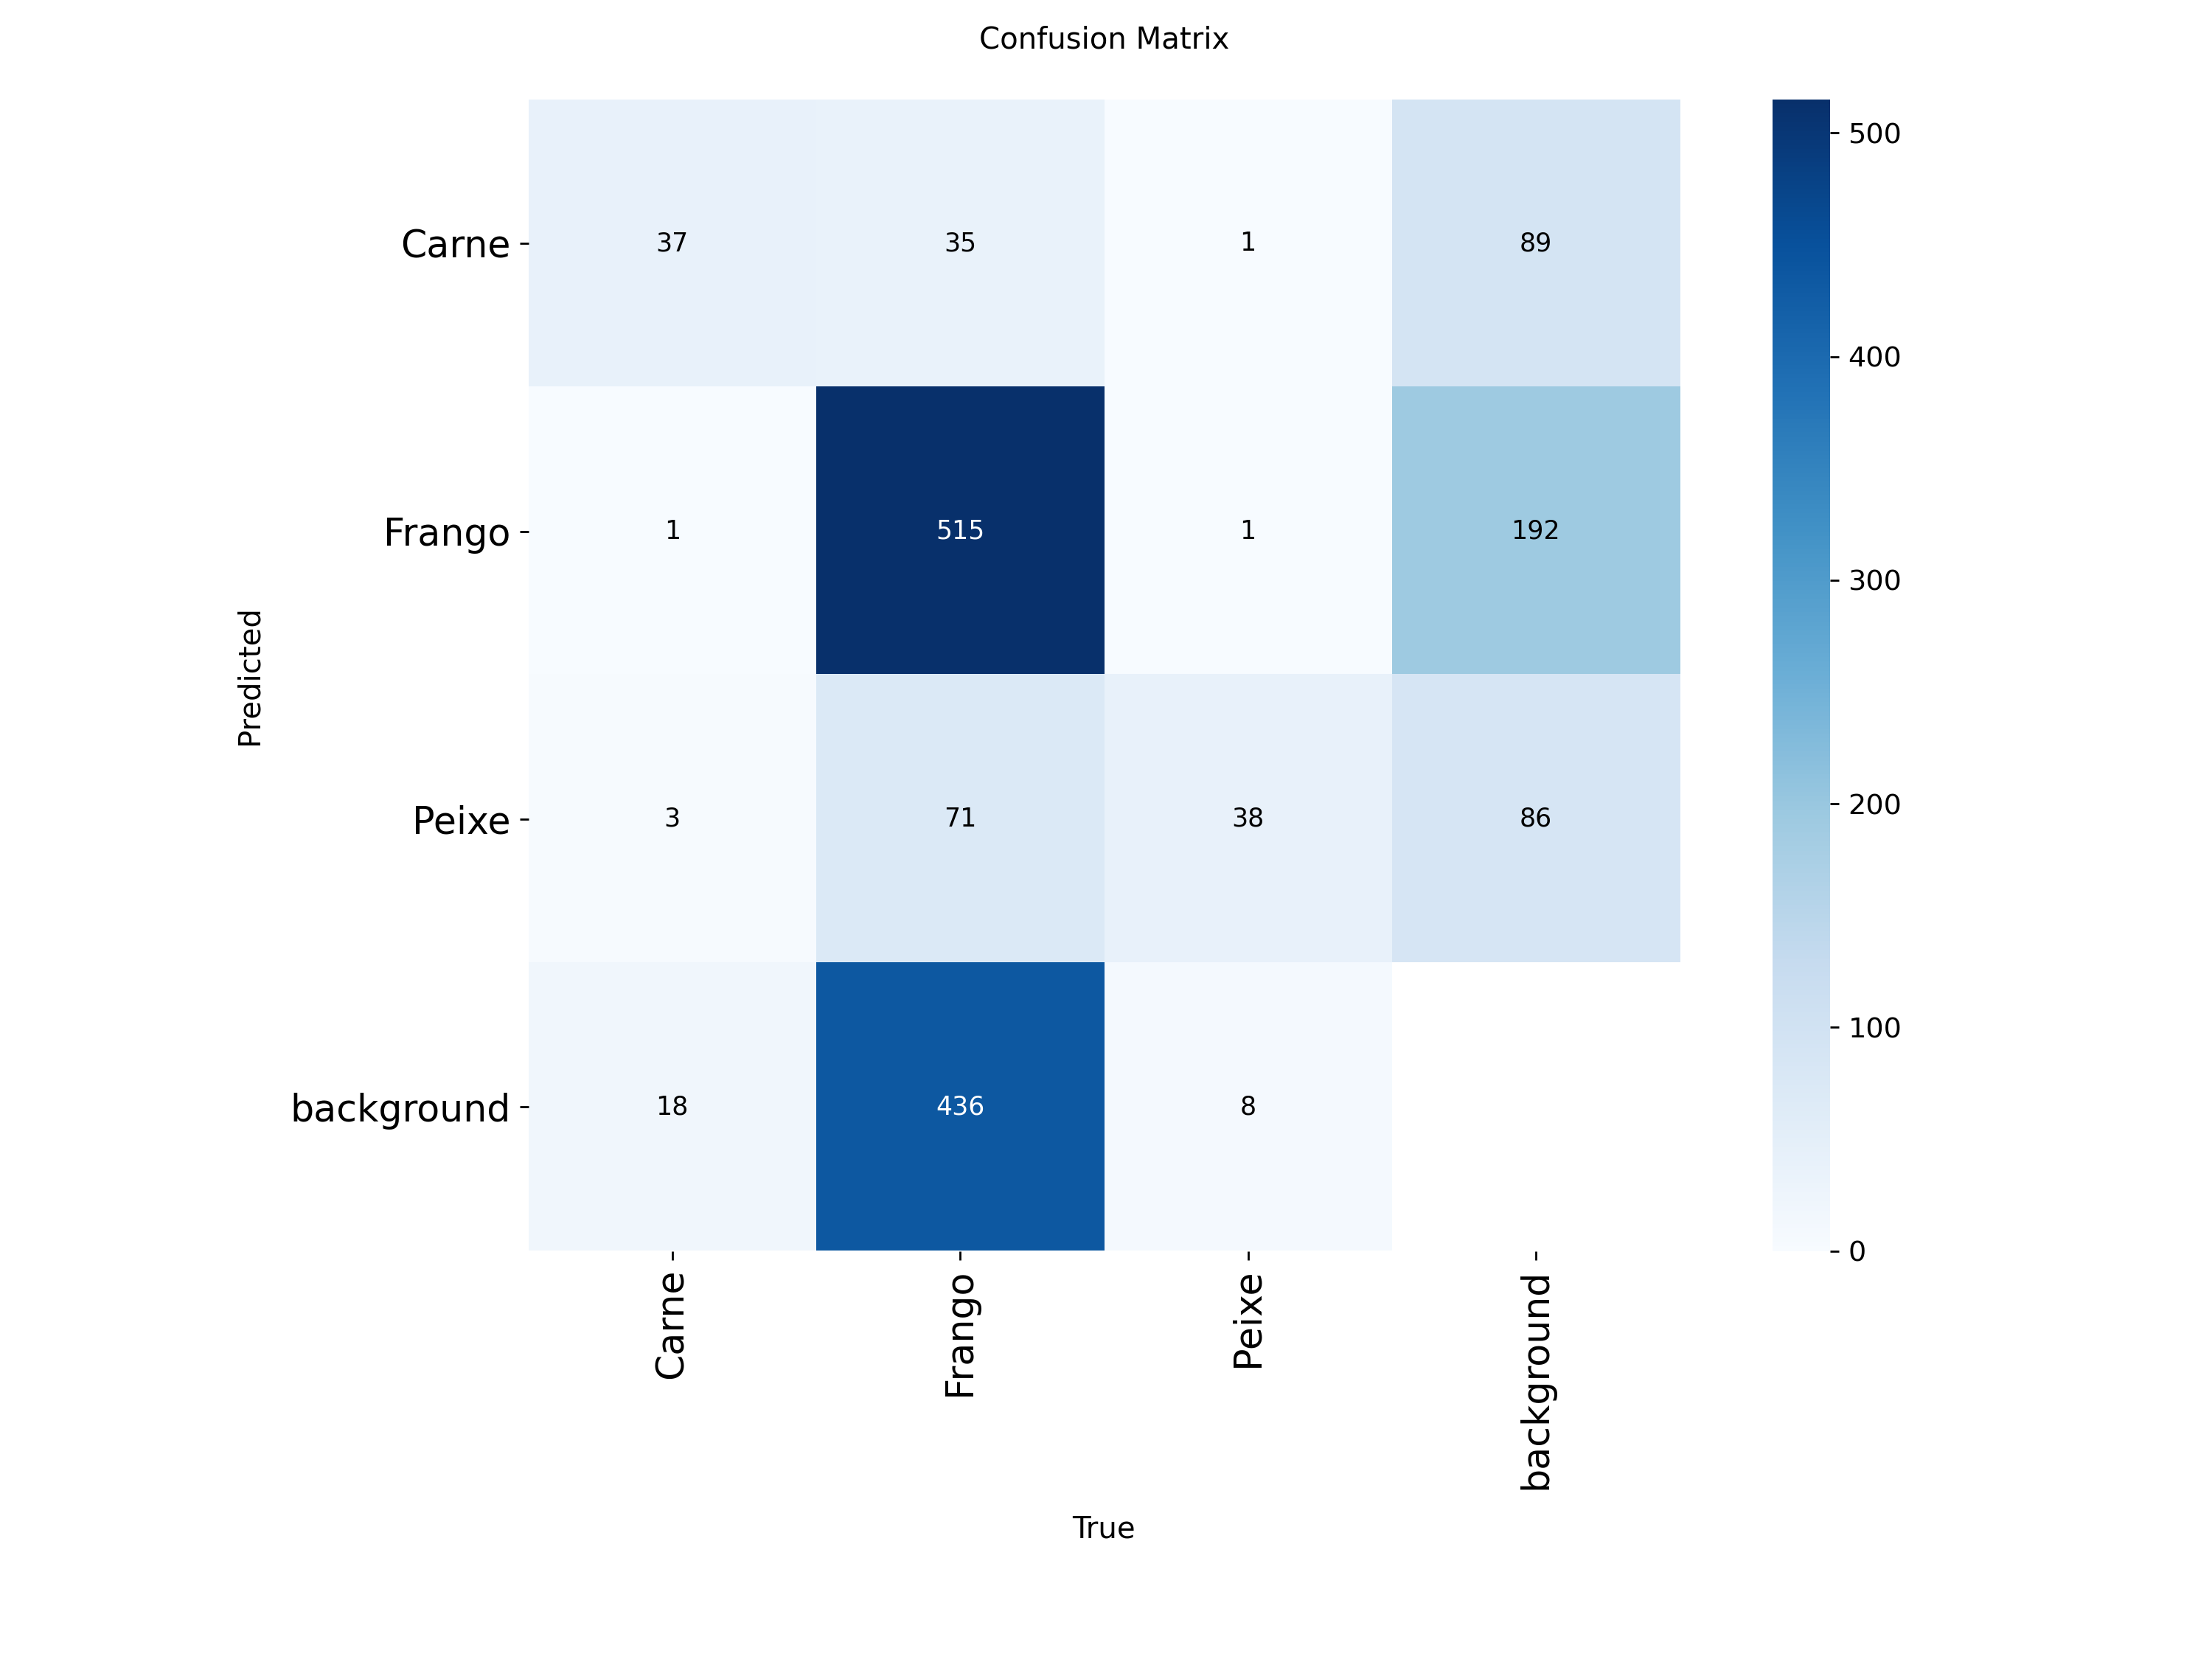 Confusion Matrix
Carne 37 35 1 89
Frango 1 515 1 192
Peixe 3 71 38 86
background 18 436 8
Carne Frango Peixe background
Predicted
True
500
400
300
200
100
0